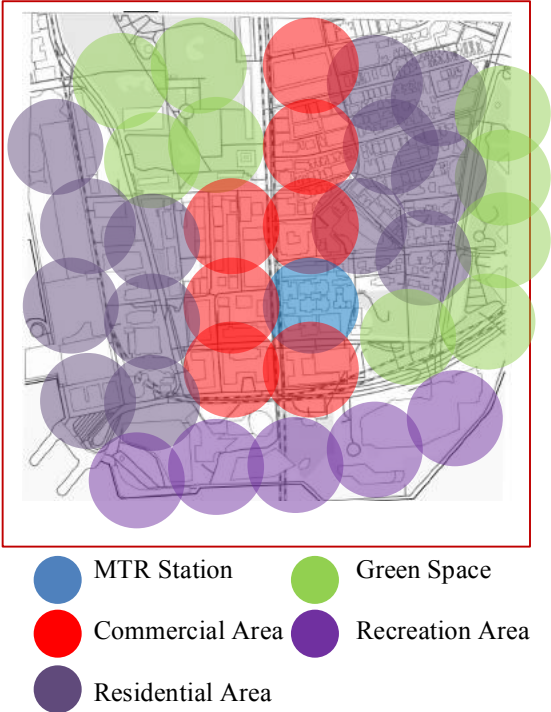 MTR Station
Green Space
Commercial Area
Recreation Area
Residential Area